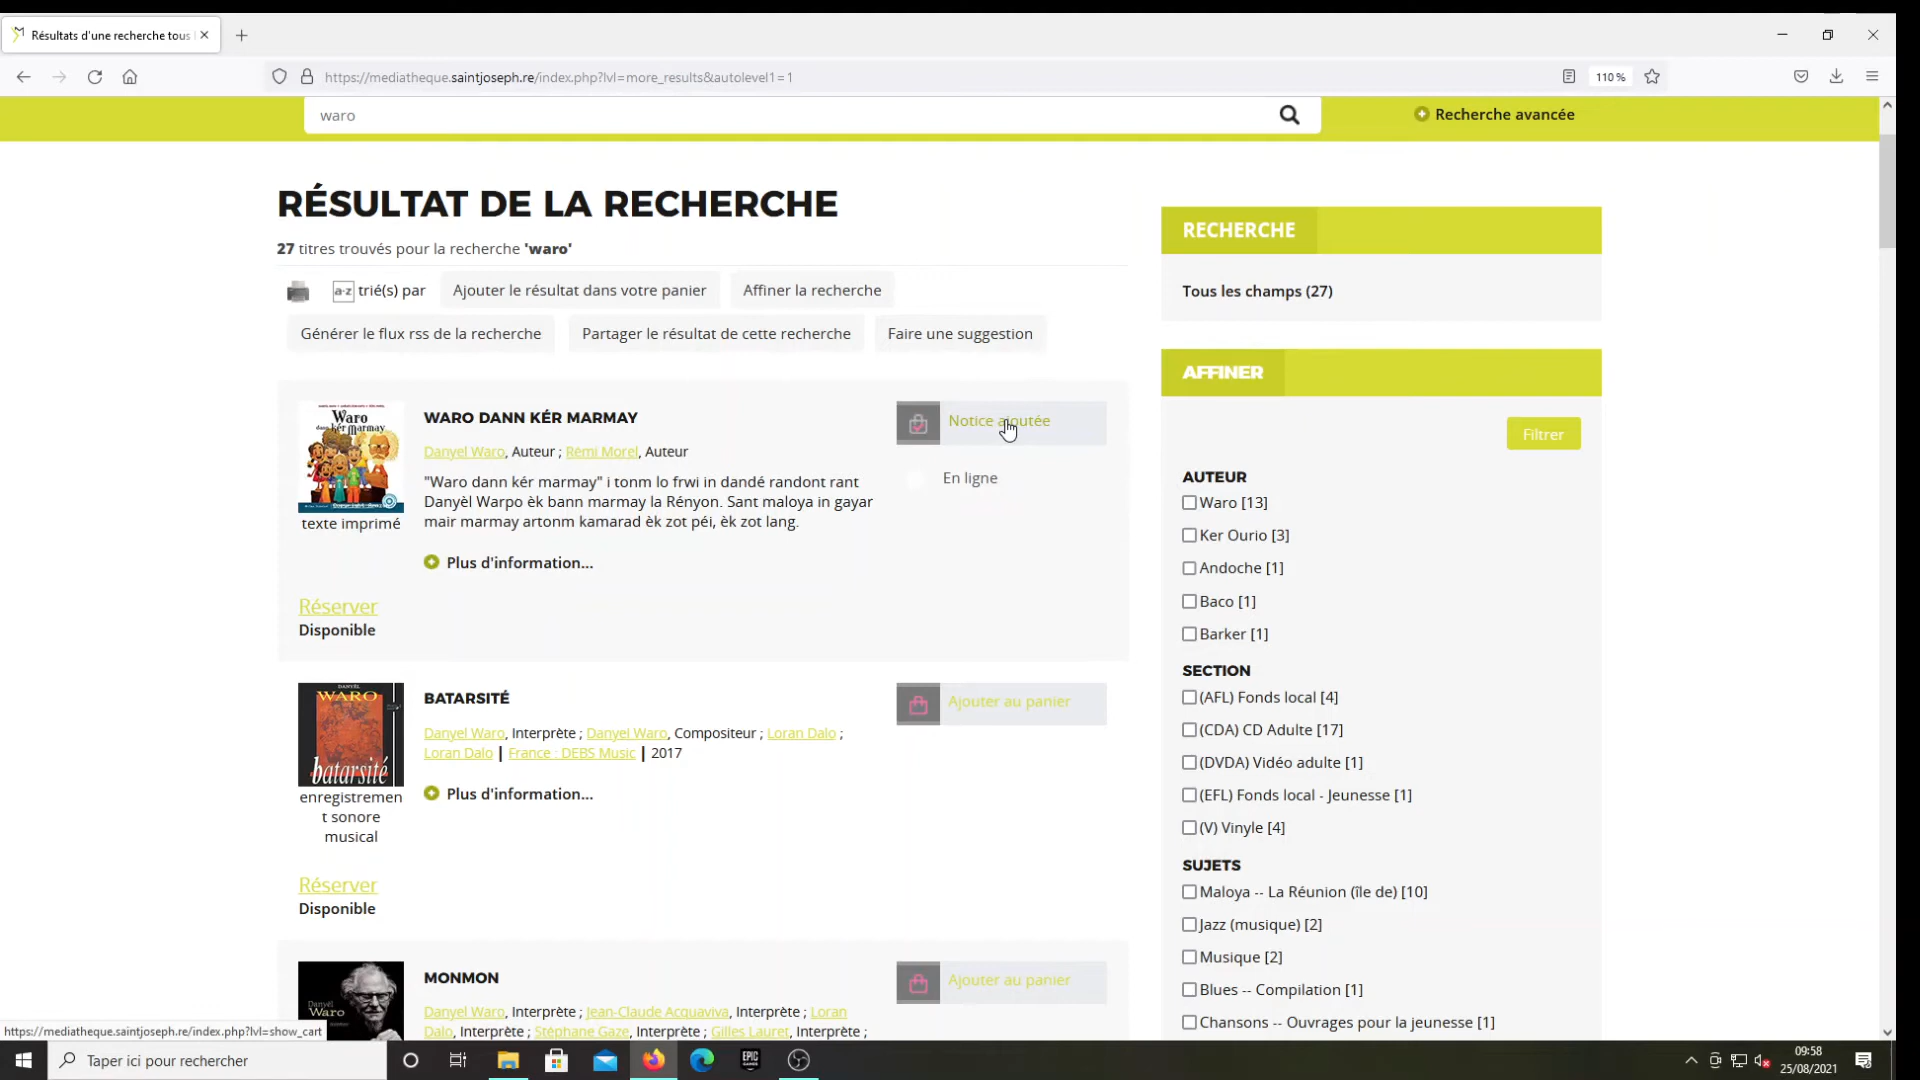 Résultats d'une recherche tous
https://mediatheque.saintjoseph.re/index.php?lvl=more_results&autolevel1=1
110 %
waro
Recherche avancée
RÉSULTAT DE LA RECHERCHE
27 titres trouvés pour la recherche 'waro'
a-z trié(s) par
Ajouter le résultat dans votre panier
Affiner la recherche
Générer le flux rss de la recherche
Partager le résultat de cette recherche
Faire une suggestion
Waro
dann kér Marmay
texte imprimé
WARO DANN KÉR MARMAY
Danyel Waro, Auteur ; Rémi Morel, Auteur
"Waro dann kér marmay" i tonm lo frwi in dandé randont rant
Danyèl Warpo èk bann marmay la Rényon. Sant maloya in gayar
mair marmay artonm kamarad èk zot péi, èk zot lang.
Plus d'information...
Notice ajoutée
En ligne
Réserver
Disponible
DANYÈL
WARO
batarsité
enregistremen
t sonore
musical
BATARSITÉ
Danyel Waro, Interprète ; Danyel Waro, Compositeur ; Loran Dalo ;
Loran Dalo | France : DEBS Music | 2017
Plus d'information...
Ajouter au panier
Réserver
Disponible
Danyèl
Waro
MONMON
Danyel Waro, Interprète ; Jean-Claude Acquaviva, Interprète ; Loran
Dalo, Interprète ; Stéphane Gaze, Interprète ; Gilles Lauret, Interprète ;
Ajouter au panier
RECHERCHE
Tous les champs (27)
AFFINER
Filtrer
AUTEUR
Waro [13]
Ker Ourio [3]
Andoche [1]
Baco [1]
Barker [1]
SECTION
(AFL) Fonds local [4]
(CDA) CD Adulte [17]
(DVDA) Vidéo adulte [1]
(EFL) Fonds local - Jeunesse [1]
(V) Vinyle [4]
SUJETS
Maloya -- La Réunion (île de) [10]
Jazz (musique) [2]
Musique [2]
Blues -- Compilation [1]
Chansons -- Ouvrages pour la jeunesse [1]
https://mediatheque.saintjoseph.re/index.php?lvl=show_cart
Taper ici pour rechercher
EPIC
GAMES
09:58
25/08/2021